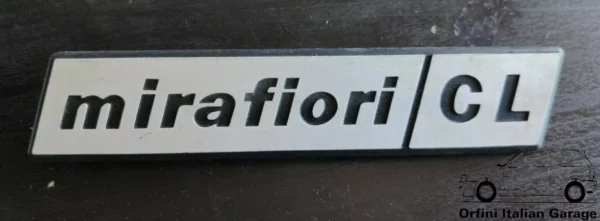 mirafiori CL
Orfini Italian Garage